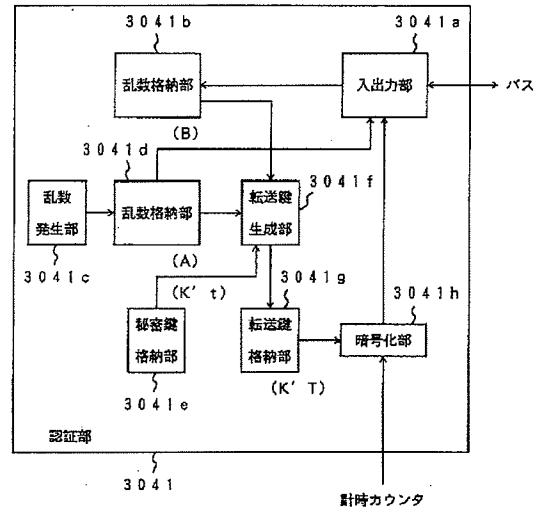 3041b
3041a
乱数格納部
入出力部
バス
(B)
3041d
3041f
乱数
発生部
乱数格納部
転送鍵
生成部
3041c
(A)
(K' t)
3041g
3041h
秘密鍵
格納部
転送鍵
格納部
暗号化部
(K' T)
3041e
認証部
3041
計時カウンタ